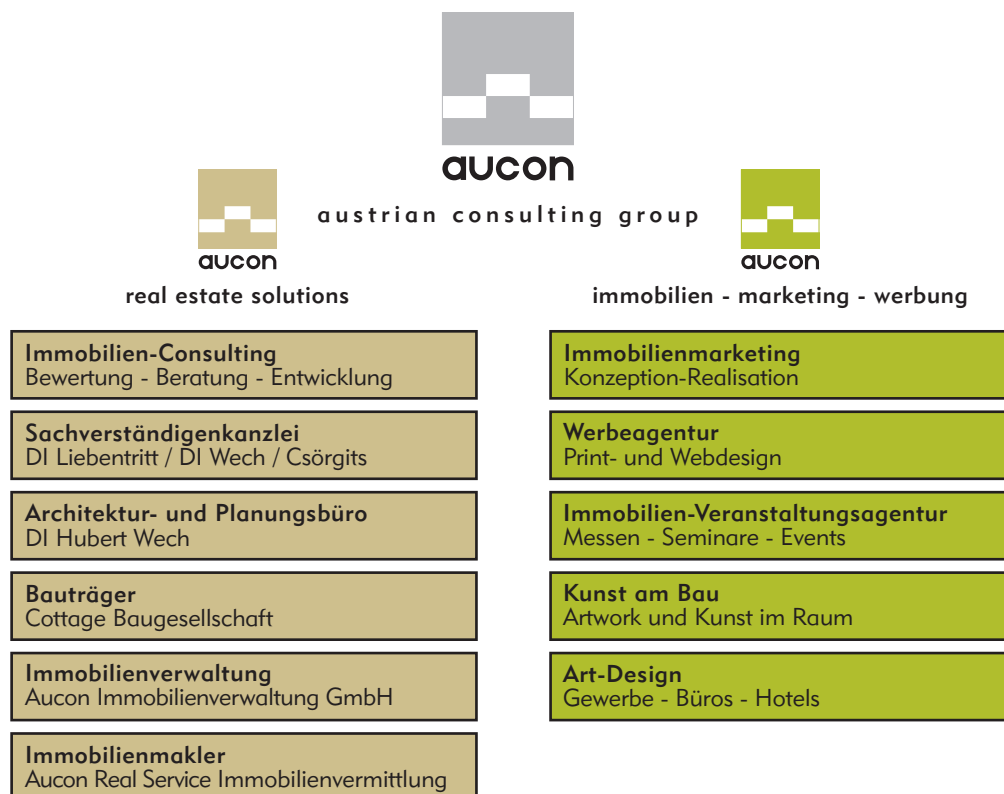 aucon
austrian consulting group
aucon
real estate solutions
Immobilien-Consulting
Bewertung - Beratung - Entwicklung
Sachverständigenkanzlei
DI Liebentritt / DI Wech / Csörgits
Architektur- und Planungsbüro
DI Hubert Wech
Bauträger
Cottage Baugesellschaft
Immobilienverwaltung
Aucon Immobilienverwaltung GmbH
Immobilienmakler
Aucon Real Service Immobilienvermittlung
aucon
immobilien - marketing - werbung
Immobilienmarketing
Konzeption-Realisation
Werbeagentur
Print- und Webdesign
Immobilien-Veranstaltungsagentur
Messen - Seminare - Events
Kunst am Bau
Artwork und Kunst im Raum
Art-Design
Gewerbe - Büros - Hotels